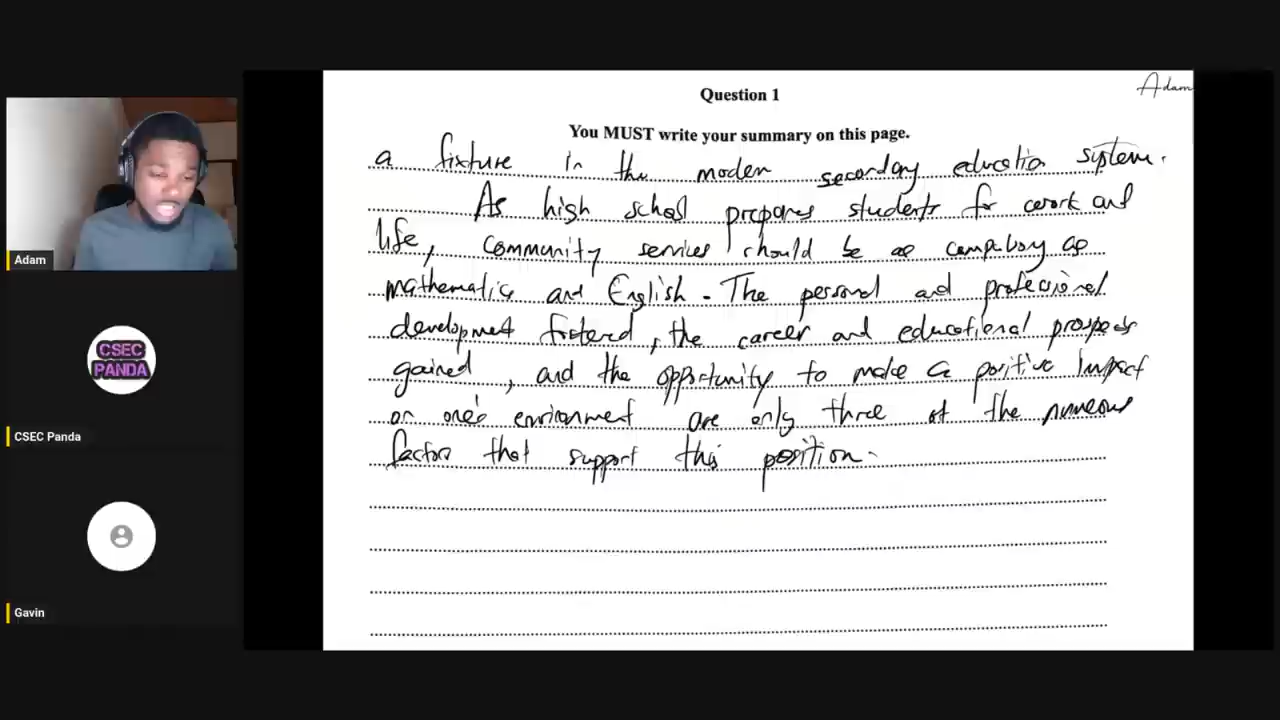 Adam
Question 1
You MUST write your summary on this page.
a fixture in the modern secondary education system.
As high school prepares students for work and
life, community services should be as compulsory as
mathematics and English. The personal and professional
development fostered, the career and educational prospects
gained, and the opportunity to make a positive impact
on one's environment are only three of the numerous
factors that support this position.
Adam
CSEC
PANDA
CSEC Panda
Gavin